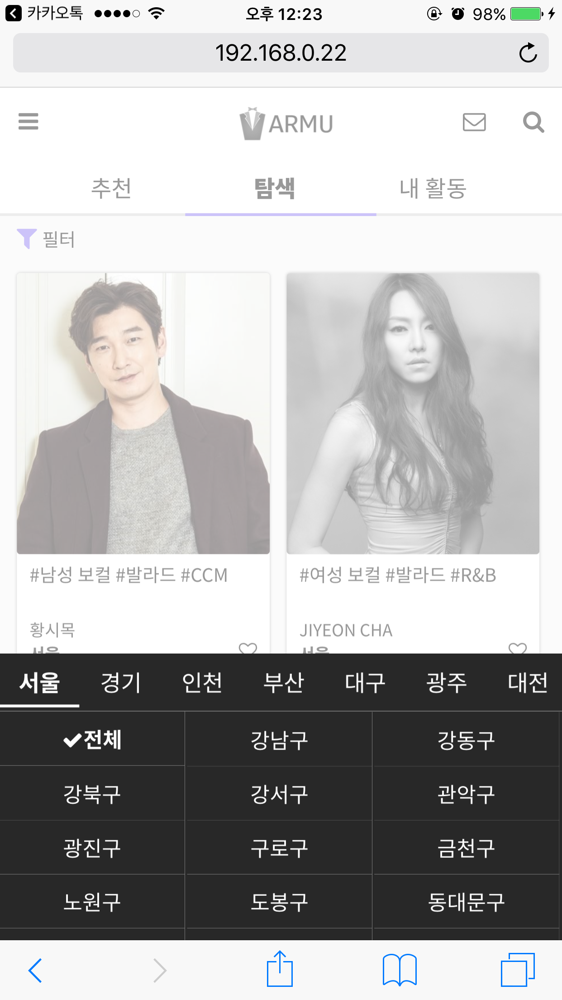 카카오톡 오후 12:23 98%
192.168.0.22
ARMU
추천 탐색 내 활동
필터
#남성 보컬 #발라드 #CCM
#여성 보컬 #발라드 #R&B
황시목
JIYEON CHA
서울
서울
서울 경기 인천 부산 대구 광주 대전
전체 강남구 강동구
강북구 강서구 관악구
광진구 구로구 금천구
노원구 도봉구 동대문구